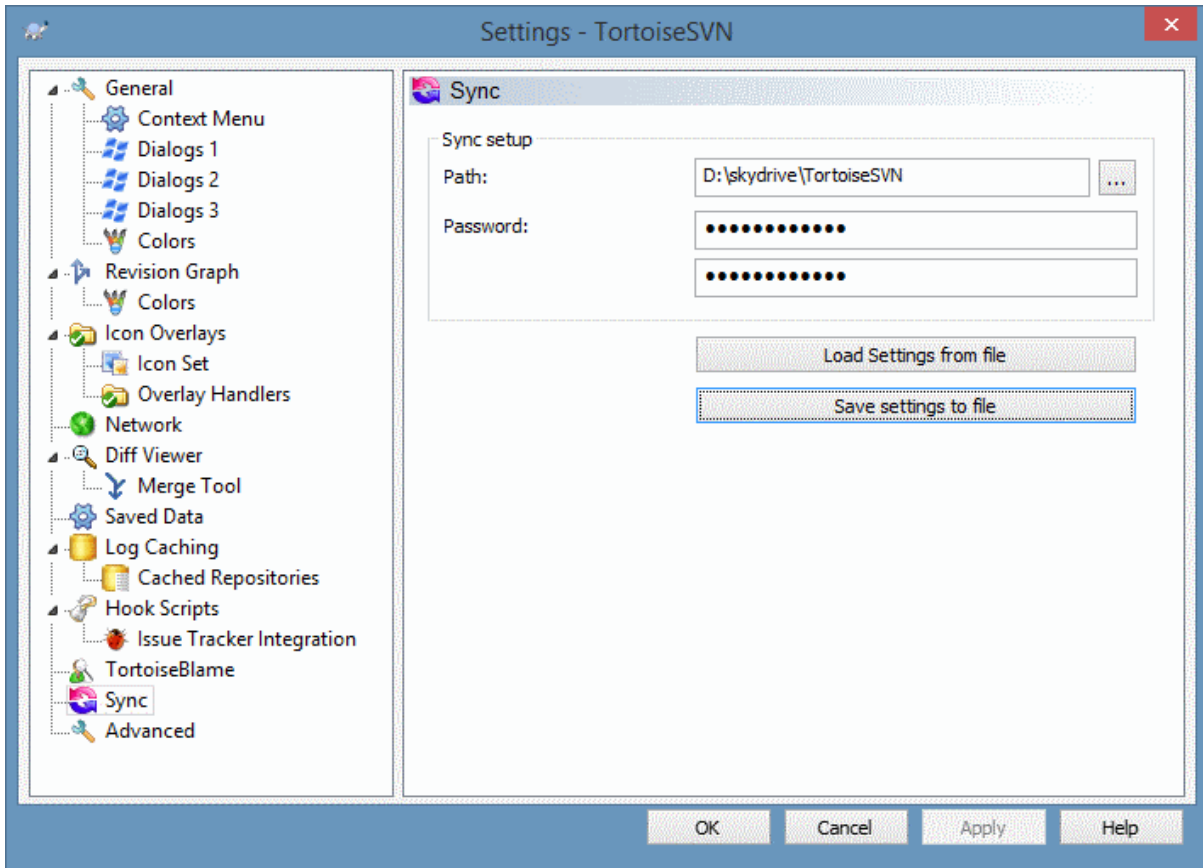 Settings - TortoiseSVN
General
Context Menu
Dialogs 1
Dialogs 2
Dialogs 3
Colors
Revision Graph
Colors
Icon Overlays
Icon Set
Overlay Handlers
Network
Diff Viewer
Merge Tool
Saved Data
Log Caching
Cached Repositories
Hook Scripts
Issue Tracker Integration
TortoiseBlame
Sync
Advanced
Sync
Sync setup
Path:
D:\skydrive\TortoiseSVN
...
Password:
●●●●●●●●●●●●
●●●●●●●●●●●●
Load Settings from file
Save settings to file
OK
Cancel
Apply
Help